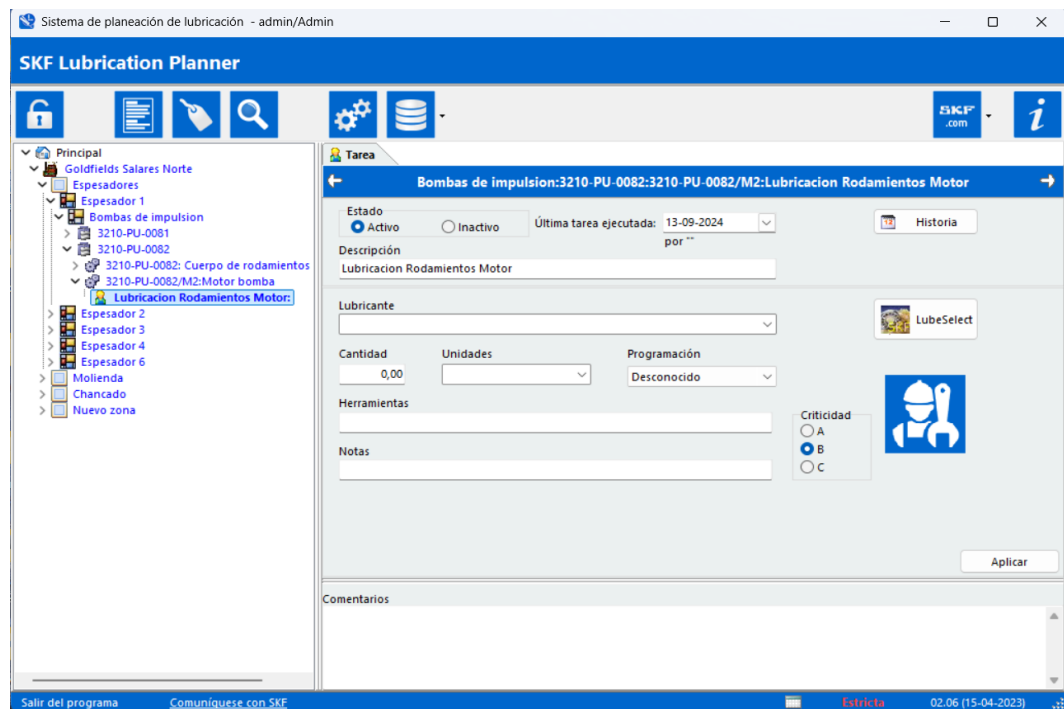 Sistema de planeación de lubricación - admin/Admin
SKF Lubrication Planner
SKF
.com
i
Principal
Goldfields Salares Norte
Espesadores
Espesador 1
Bombas de impulsion
3210-PU-0081
3210-PU-0082
3210-PU-0082: Cuerpo de rodamientos
3210-PU-0082/M2:Motor bomba
Lubricacion Rodamientos Motor:
Espesador 2
Espesador 3
Espesador 4
Espesador 6
Molienda
Chancado
Nuevo zona
Tarea
Bombas de impulsion:3210-PU-0082:3210-PU-0082/M2:Lubricacion Rodamientos Motor
Estado
Activo Inactivo
Última tarea ejecutada: 13-09-2024
por ""
12 Historia
Descripción
Lubricacion Rodamientos Motor
Lubricante
LubeSelect
Cantidad Unidades Programación
0,00 Desconocido
Herramientas
Criticidad
A
B
C
Notas
Aplicar
Comentarios
Salir del programa Comuníquese con SKF Estricta 02.06 (15-04-2023)